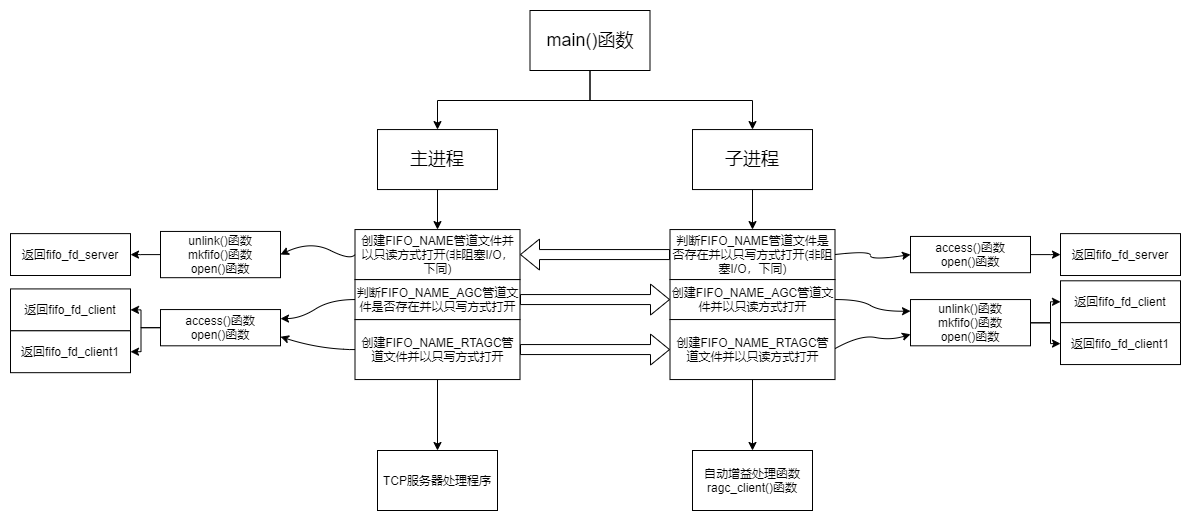 main()函数
主进程
子进程
返回fifo_fd_server
unlink()函数
mkfifo()函数
open()函数
创建FIFO_NAME管道文件并
以只读方式打开(非阻塞I/O，
下同)
判断FIFO_NAME管道文件是
否存在并以只写方式打开(非阻
塞I/O，下同)
access()函数
open()函数
返回fifo_fd_server
返回fifo_fd_client
返回fifo_fd_client1
access()函数
open()函数
判断FIFO_NAME_AGC管道文
件是否存在并以只写方式打开
创建FIFO_NAME_AGC管道文
件并以只读方式打开
创建FIFO_NAME_RTAGC管
道文件并以只写方式打开
创建FIFO_NAME_RTAGC管
道文件并以只读方式打开
unlink()函数
mkfifo()函数
open()函数
返回fifo_fd_client
返回fifo_fd_client1
TCP服务器处理程序
自动增益处理函数
ragc_client()函数